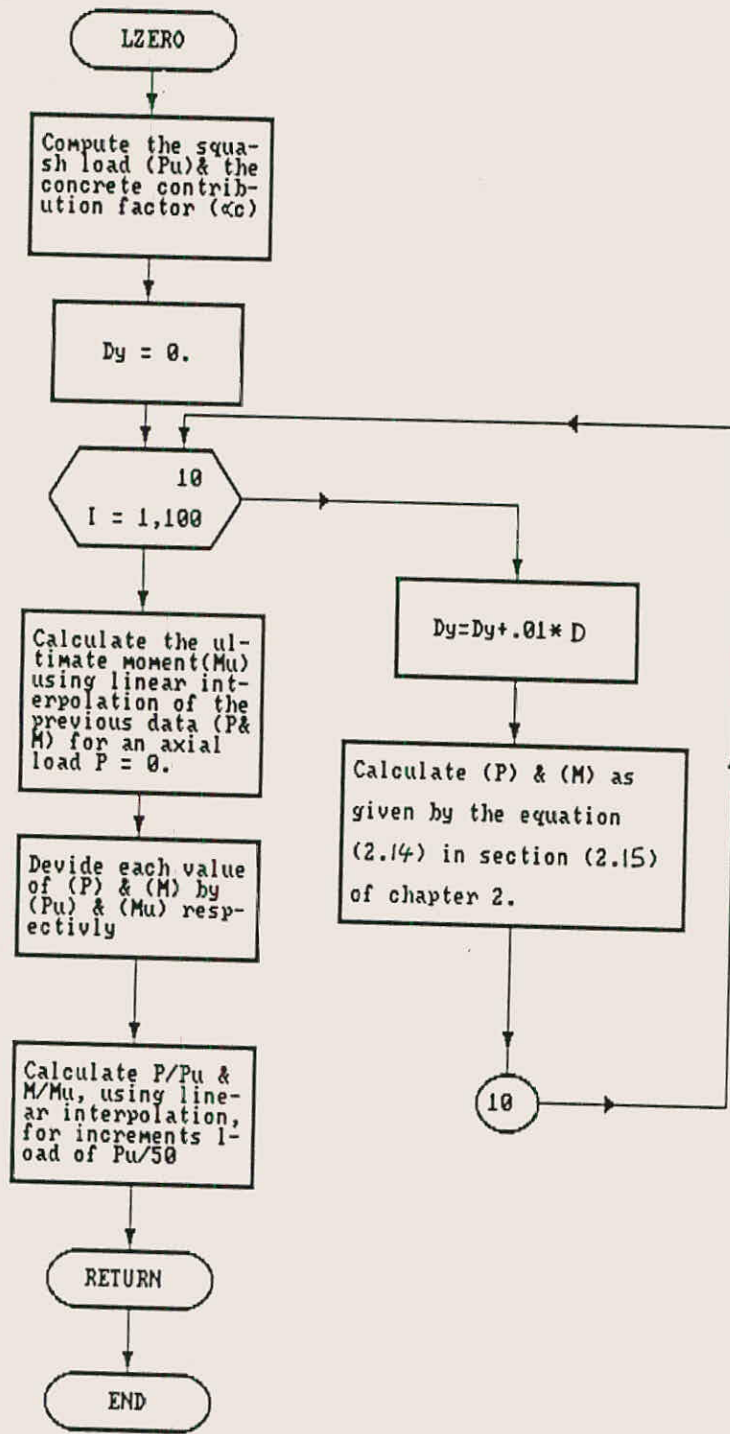 LZERO
Compute the squa-
sh load (Pu)& the
concrete contrib-
ution factor (αc)
Dy = 0.
10
I = 1,100
Dy=Dy+.01* D
Calculate (P) & (M) as
given by the equation
(2.14) in section (2.15)
of chapter 2.
10
Calculate the ul-
timate moment(Mu)
using linear int-
erpolation of the
previous data (P&
M) for an axial
load P = 0.
Devide each value
of (P) & (M) by
(Pu) & (Mu) resp-
ectivly
Calculate P/Pu &
M/Mu, using line-
ar interpolation,
for increments l-
oad of Pu/50
RETURN
END